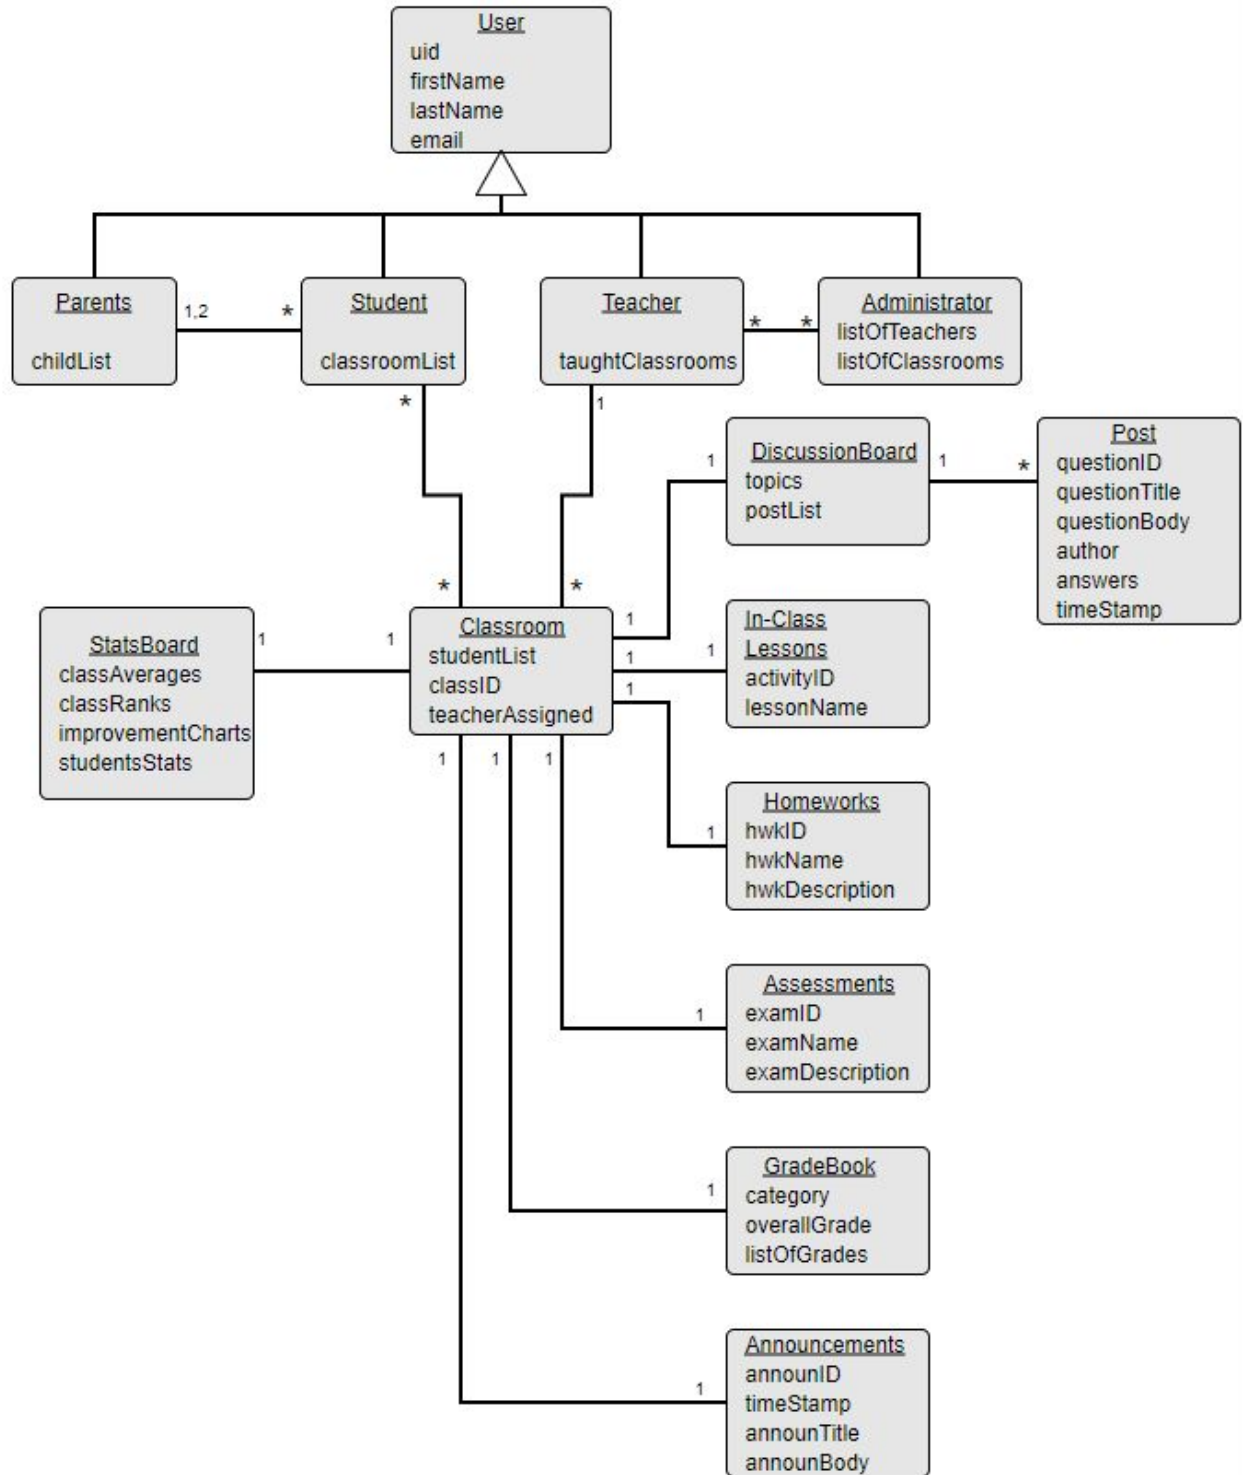 User
uid
firstName
lastName
email
Parents
childList
1,2
*
Student
classroomList
Teacher
taughtClassrooms
*
*
Administrator
listOfTeachers
listOfClassrooms
*
1
*
*
1
DiscussionBoard
topics
postList
1
*
Post
questionID
questionTitle
questionBody
author
answers
timeStamp
StatsBoard
classAverages
classRanks
improvementCharts
studentsStats
1
1
Classroom
studentList
classID
teacherAssigned
1
1
1
1
1
1
1
In-Class
Lessons
activityID
lessonName
1
Homeworks
hwkID
hwkName
hwkDescription
1
Assessments
examID
examName
examDescription
1
GradeBook
category
overallGrade
listOfGrades
1
Announcements
announID
timeStamp
announTitle
announBody